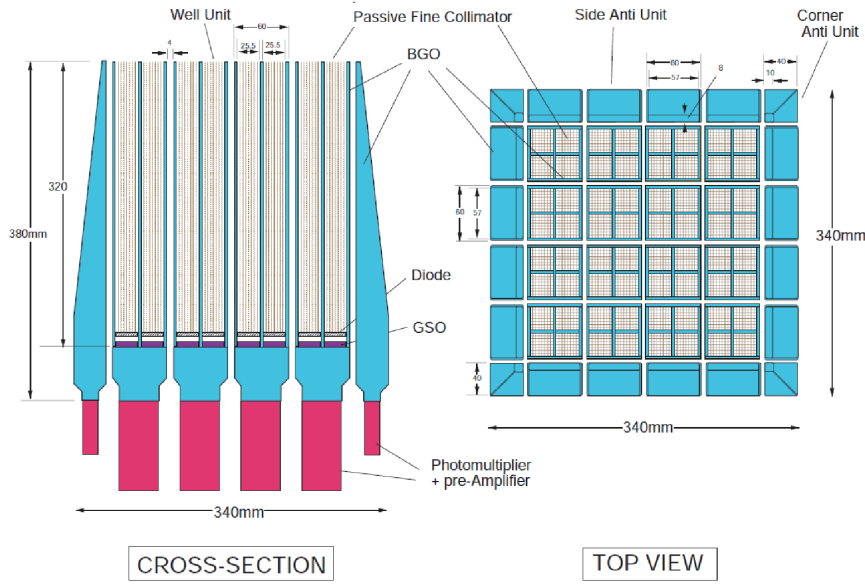 Well Unit
60
Passive Fine Collimator
Side Anti Unit
Corner
Anti Unit
4
25.5
25.5
BGO
60
57
8
40
10
320
380mm
60
57
340mm
Diode
GSO
40
340mm
Photomultiplier
+ pre-Amplifier
340mm
CROSS-SECTION
TOP VIEW